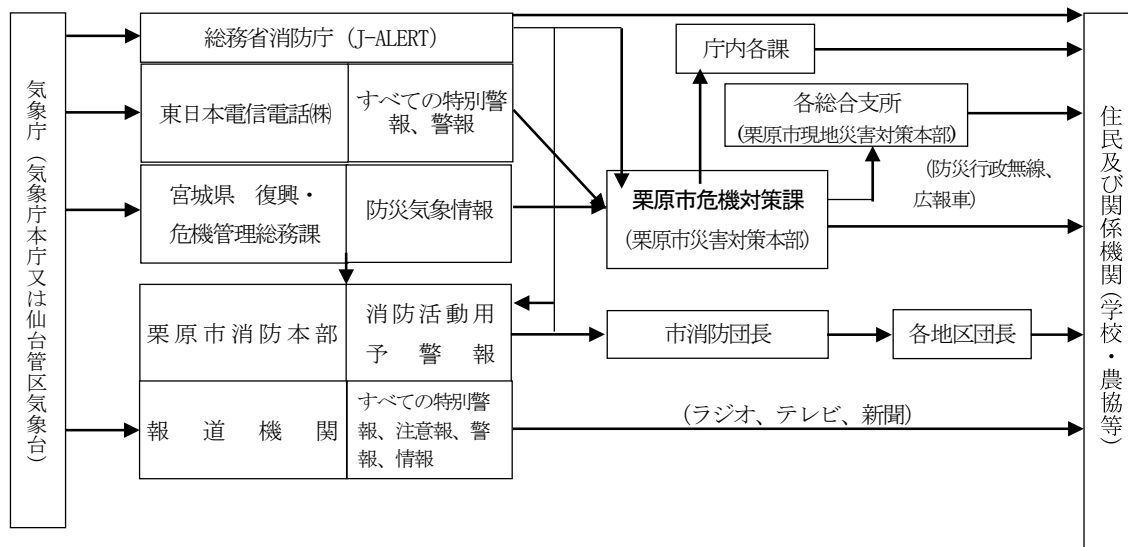 気象庁（気象庁本庁又は仙台管区気象台）
総務省消防庁（J-ALERT）
東日本電信電話㈱
すべての特別警
報、警報
宮城県　復興・
危機管理総務課
防災気象情報
栗原市消防本部
消防活動用
予警報
報道機関
すべての特別警
報、注意報、警
報、情報
庁内各課
各総合支所
(栗原市現地災害対策本部)
(防災行政無線、
広報車)
栗原市危機対策課
(栗原市災害対策本部)
市消防団長
各地区団長
(ラジオ、テレビ、新聞)
住民及び関係機関(学校・農協等)